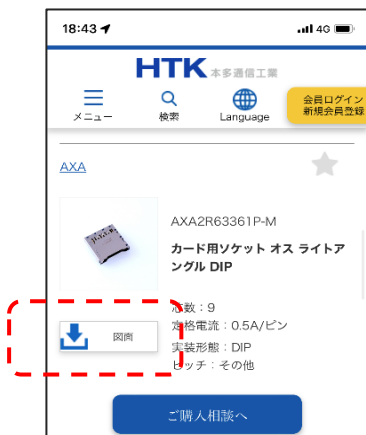 18:43
4G
HTK 本多通信工業
メニュー
検索
Language
会員ログイン
新規会員登録
AXA
AXA2R63361P-M
カード用ソケット オス ライトア
ングル DIP
芯数：9
定格電流：0.5A/ピン
実装形態：DIP
ピッチ：その他
図面
ご購入相談へ